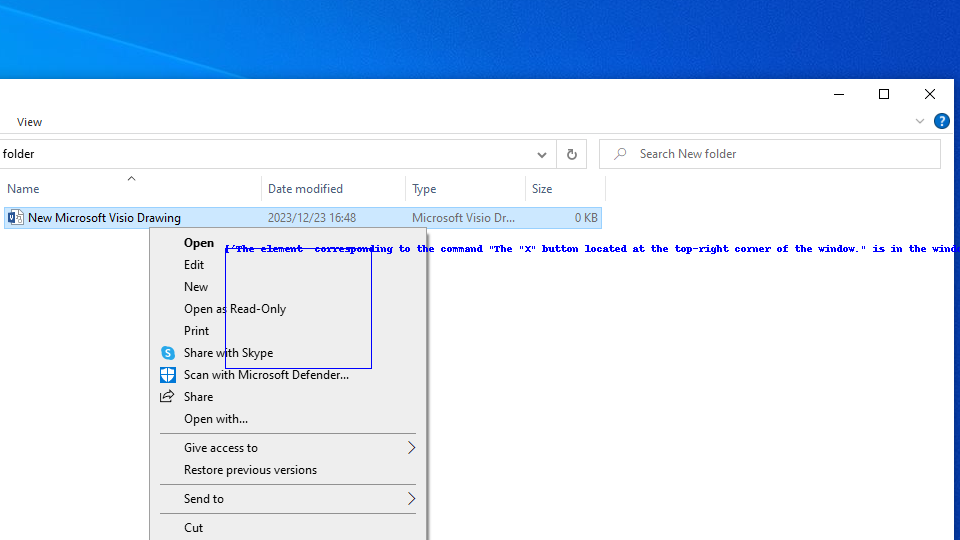 View
folder
Search New folder
Name Date modified Type Size
New Microsoft Visio Drawing 2023/12/23 16:48 Microsoft Visio Dr... 0 KB
Open
['The element corresponding to the command "The "X" button located at the top-right corner of the window." is in the wind
Edit
New
Open as Read-Only
Print
Share with Skype
Scan with Microsoft Defender...
Share
Open with...
Give access to
Restore previous versions
Send to
Cut